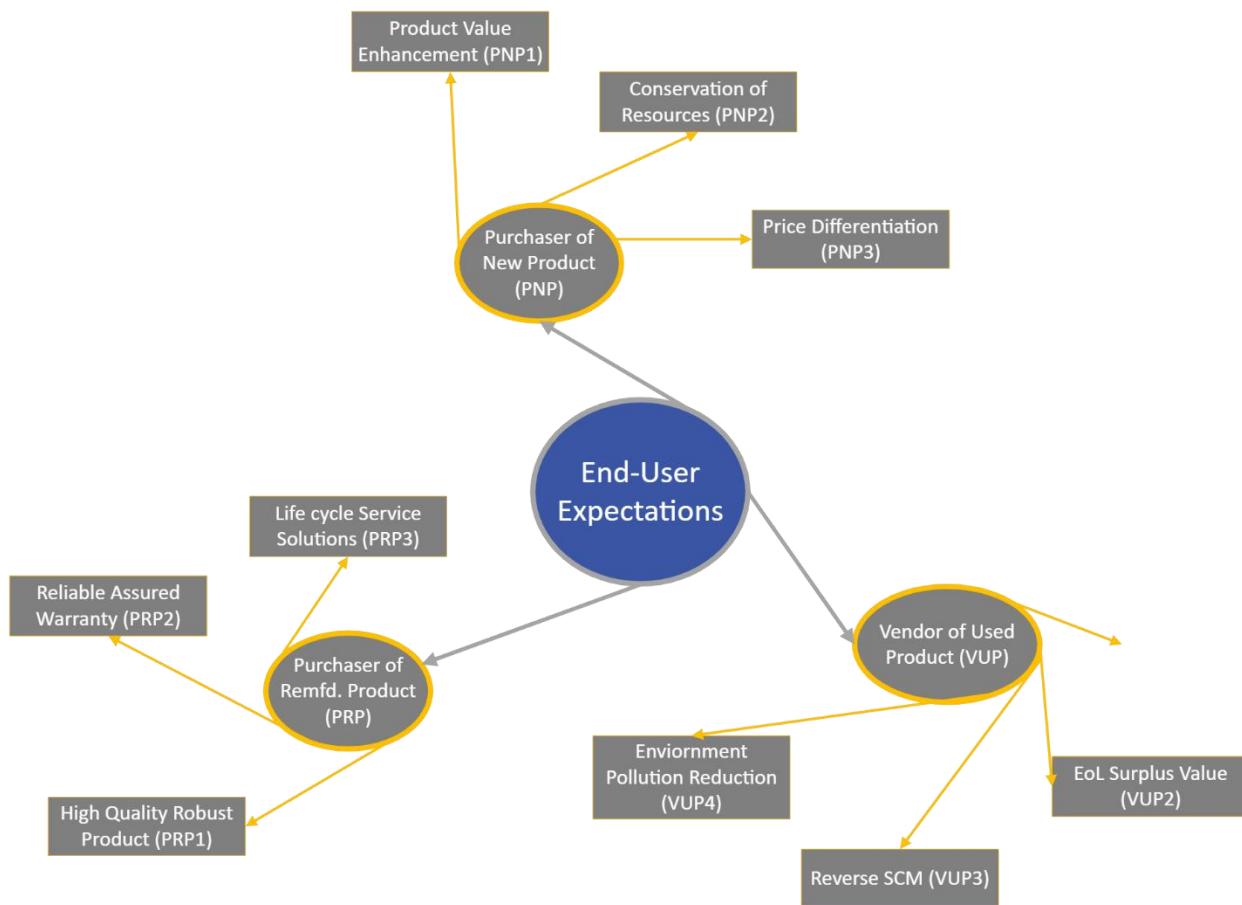 Product Value
Enhancement (PNP1)
Conservation of
Resources (PNP2)
Purchaser of
New Product
(PNP)
Price Differentiation
(PNP3)
End-User
Expectations
Life cycle Service
Solutions (PRP3)
Reliable Assured
Warranty (PRP2)
Purchaser of
Remfd. Product
(PRP)
High Quality Robust
Product (PRP1)
Vendor of Used
Product (VUP)
Enviornment
Pollution Reduction
(VUP4)
EoL Surplus Value
(VUP2)
Reverse SCM (VUP3)